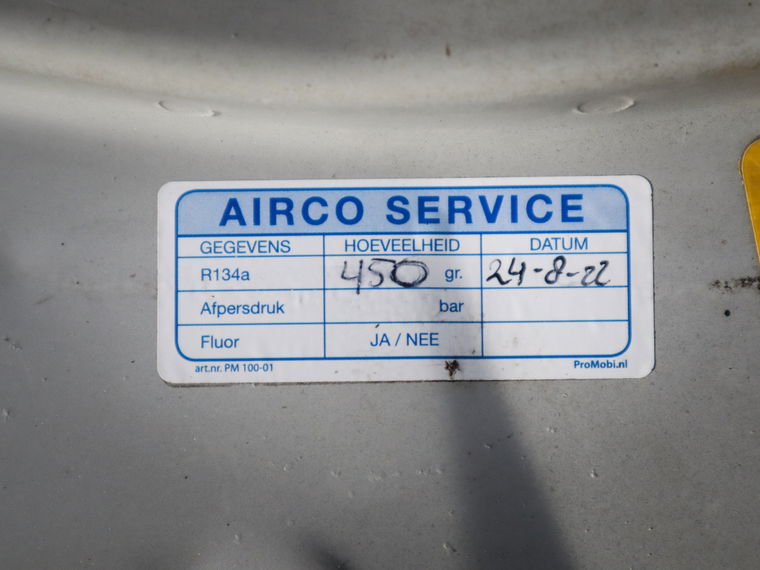 AIRCO SERVICE
GEGEVENS HOEVEELHEID DATUM
R134a 450 gr. 24-8-22
Afpersdruk bar
Fluor JA / NEE
art.nr. PM 100-01 ProMobi.nl